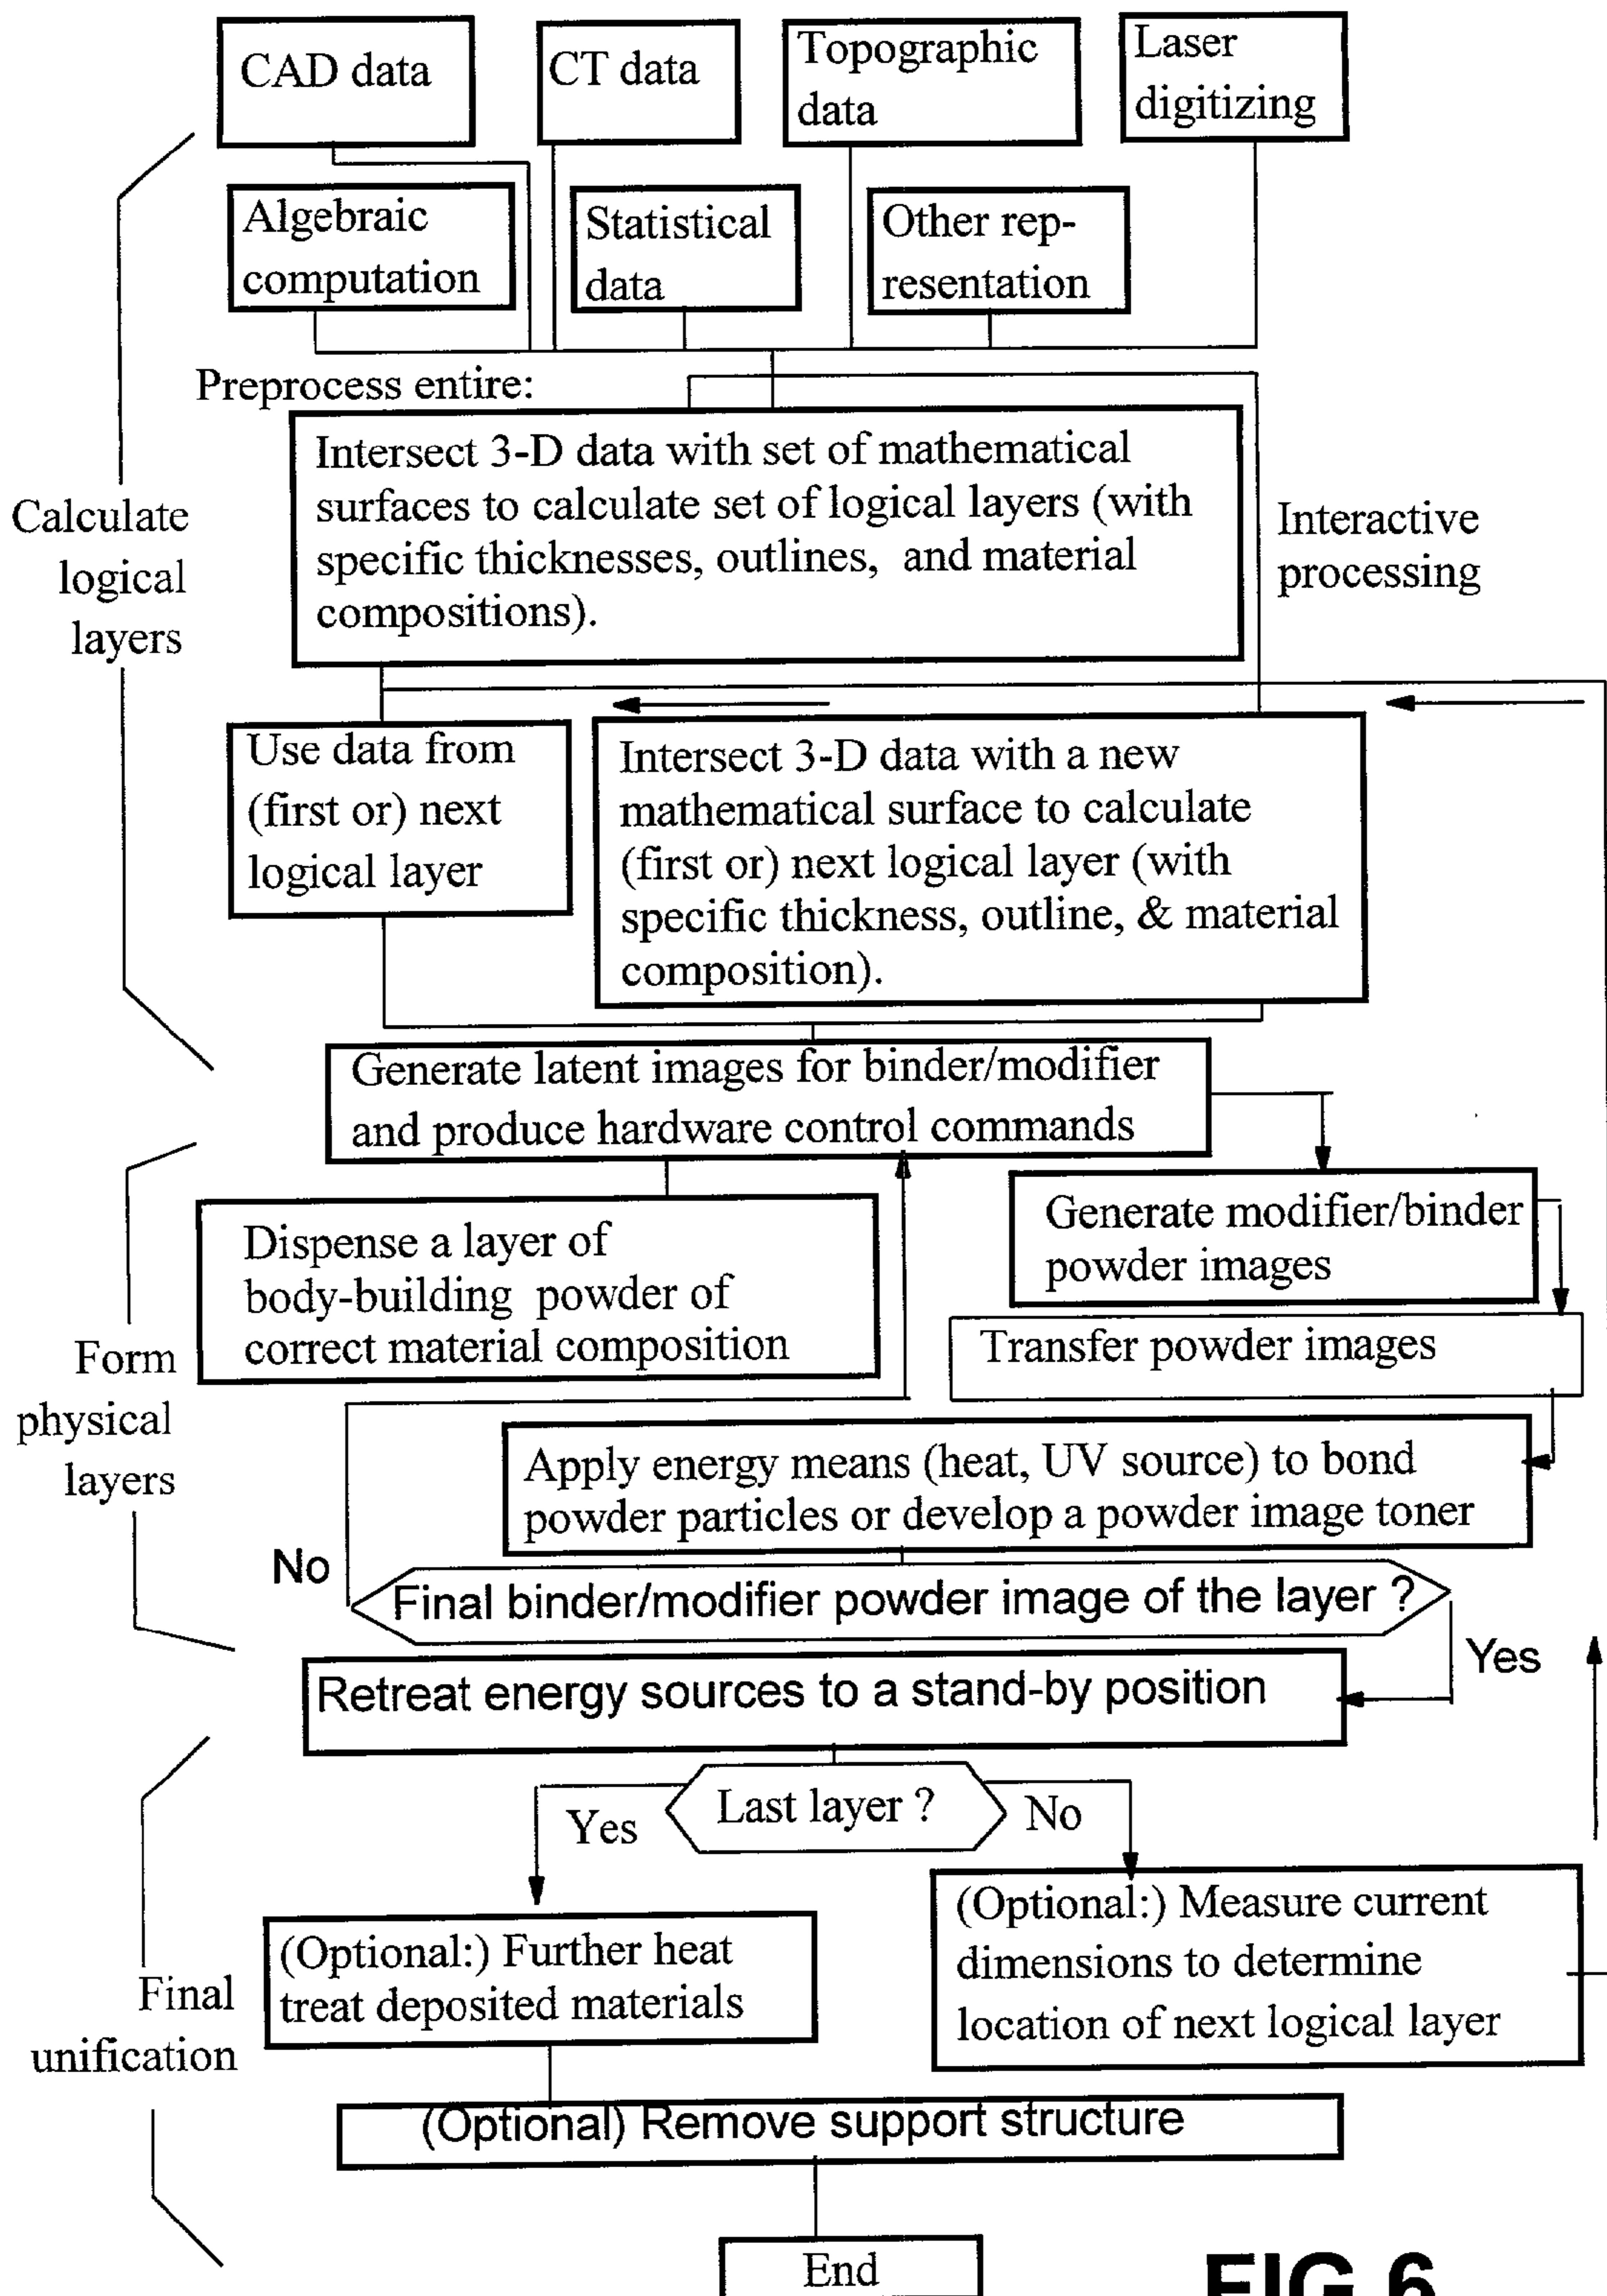 CAD data
CT data
Topographic
data
Laser
digitizing
Algebraic
computation
Statistical
data
Other rep-
resentation
Preprocess entire:
Intersect 3-D data with set of mathematical
surfaces to calculate set of logical layers (with
specific thicknesses, outlines, and material
compositions).
Calculate
logical
layers
Interactive
processing
Use data from
(first or) next
logical layer
Intersect 3-D data with a new
mathematical surface to calculate
(first or) next logical layer (with
specific thickness, outline, & material
composition).
Generate latent images for binder/modifier
and produce hardware control commands
Dispense a layer of
body-building powder of
correct material composition
Generate modifier/binder
powder images
Transfer powder images
Form
physical
layers
Apply energy means (heat, UV source) to bond
powder particles or develop a powder image toner
No
Final binder/modifier powder image of the layer ?
Yes
Retreat energy sources to a stand-by position
Last layer ?
Yes
No
(Optional:) Further heat
treat deposited materials
(Optional:) Measure current
dimensions to determine
location of next logical layer
Final
unification
(Optional) Remove support structure
End
FIG.6